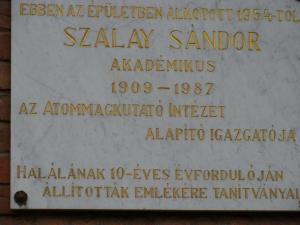 EBBEN AZ ÉPÜLETBEN ALKOTOTT 1954-TŐL
SZALAY SÁNDOR
AKADÉMIKUS
1909-1987
AZ ATOMMAGKUTATÓ INTÉZET
ALAPÍTÓ IGAZGATÓJA
HALÁLÁNAK 10-ÉVES ÉVFORDULÓJÁN
ÁLLÍTOTTÁK EMLÉKÉRE TANÍTVÁNYAI